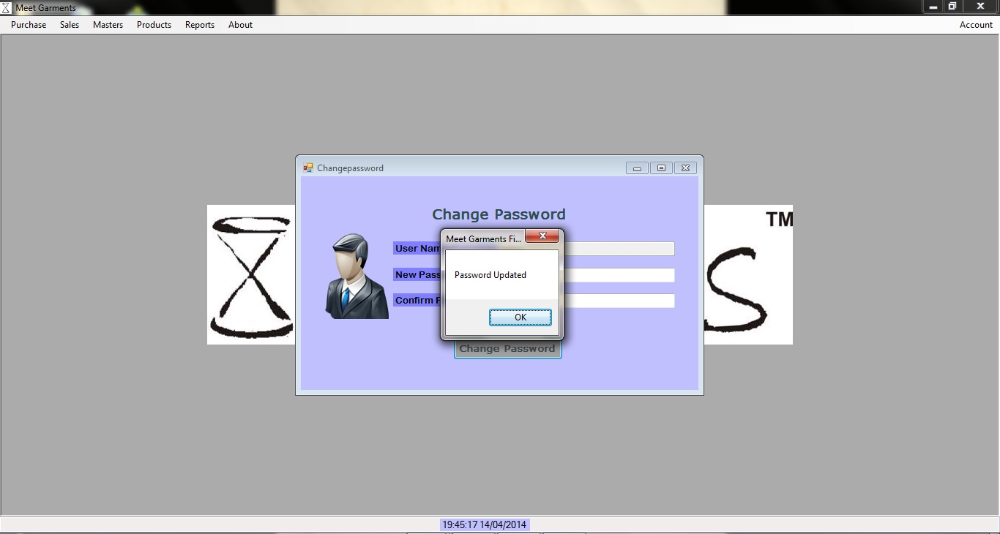 Meet Garments
Purchase Sales Masters Products Reports About Account
Changepassword
TM
Change Password
Meet Garments Fi...
User Nam
New Pass
Password Updated
Confirm
OK
Change Password
S
19:45:17 14/04/2014